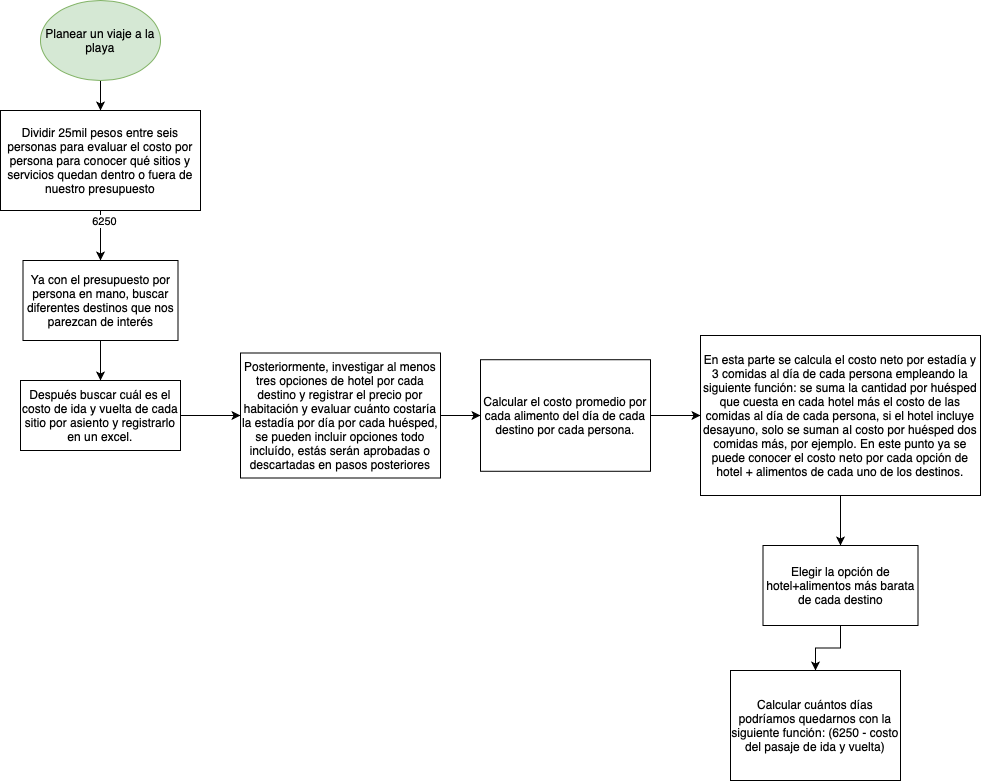 Planear un viaje a la
playa
Dividir 25mil pesos entre seis
personas para evaluar el costo por
persona para conocer qué sitios y
servicios quedan dentro o fuera de
nuestro presupuesto
6250
Ya con el presupuesto por
persona en mano, buscar
diferentes destinos que nos
parezcan de interés
Después buscar cuál es el
costo de ida y vuelta de cada
sitio por asiento y registrarlo
en un excel.
Posteriormente, investigar al menos
tres opciones de hotel por cada
destino y registrar el precio por
habitación y evaluar cuánto costaría
la estadía por día por cada huésped,
se pueden incluir opciones todo
incluído, estás serán aprobadas o
descartadas en pasos posteriores
Calcular el costo promedio por
cada alimento del día de cada
destino por cada persona.
En esta parte se calcula el costo neto por estadía y
3 comidas al día de cada persona empleando la
siguiente función: se suma la cantidad por huésped
que cuesta en cada hotel más el costo de las
comidas al día de cada persona, si el hotel incluye
desayuno, solo se suman al costo por huésped dos
comidas más, por ejemplo. En este punto ya se
puede conocer el costo neto por cada opción de
hotel + alimentos de cada uno de los destinos.
Elegir la opción de
hotel+alimentos más barata
de cada destino
Calcular cuántos días
podríamos quedarnos con la
siguiente función: (6250 - costo
del pasaje de ida y vuelta)